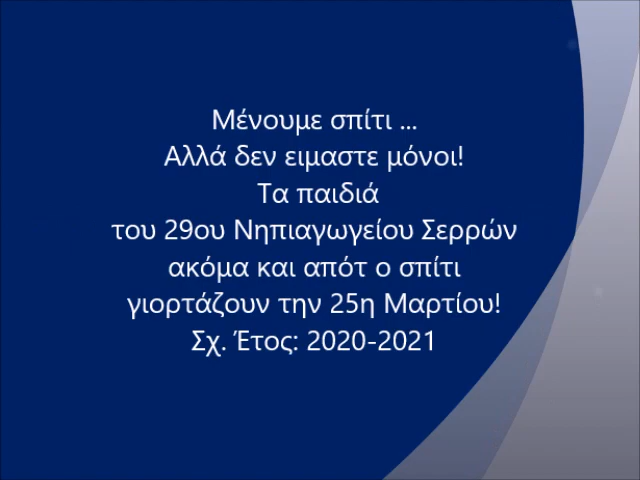 Μένουμε σπίτι ...
Αλλά δεν ειμαστε μόνοι!
Τα παιδιά
του 29ου Νηπιαγωγείου Σερρών
ακόμα και απότ ο σπίτι
γιορτάζουν την 25η Μαρτίου!
Σχ. Έτος: 2020-2021